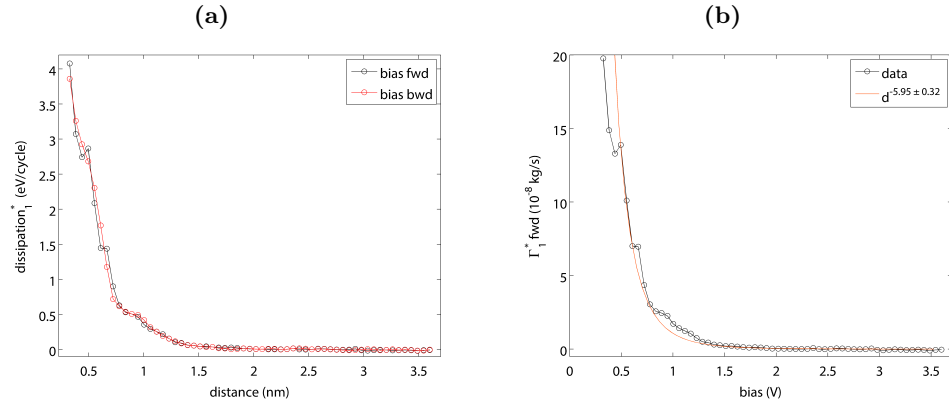 (a)
(b)
4
3.5
3
2.5
2
1.5
1
0.5
0
dissipation₁* (eV/cycle)
bias fwd
bias bwd
0.5 1 1.5 2 2.5 3 3.5
distance (nm)
20
15
10
5
0
Γ₁* fwd (10⁻⁸ kg/s)
data
d⁻⁵·⁹⁵ ± ⁰·³²
0 0.5 1 1.5 2 2.5 3 3.5
bias (V)